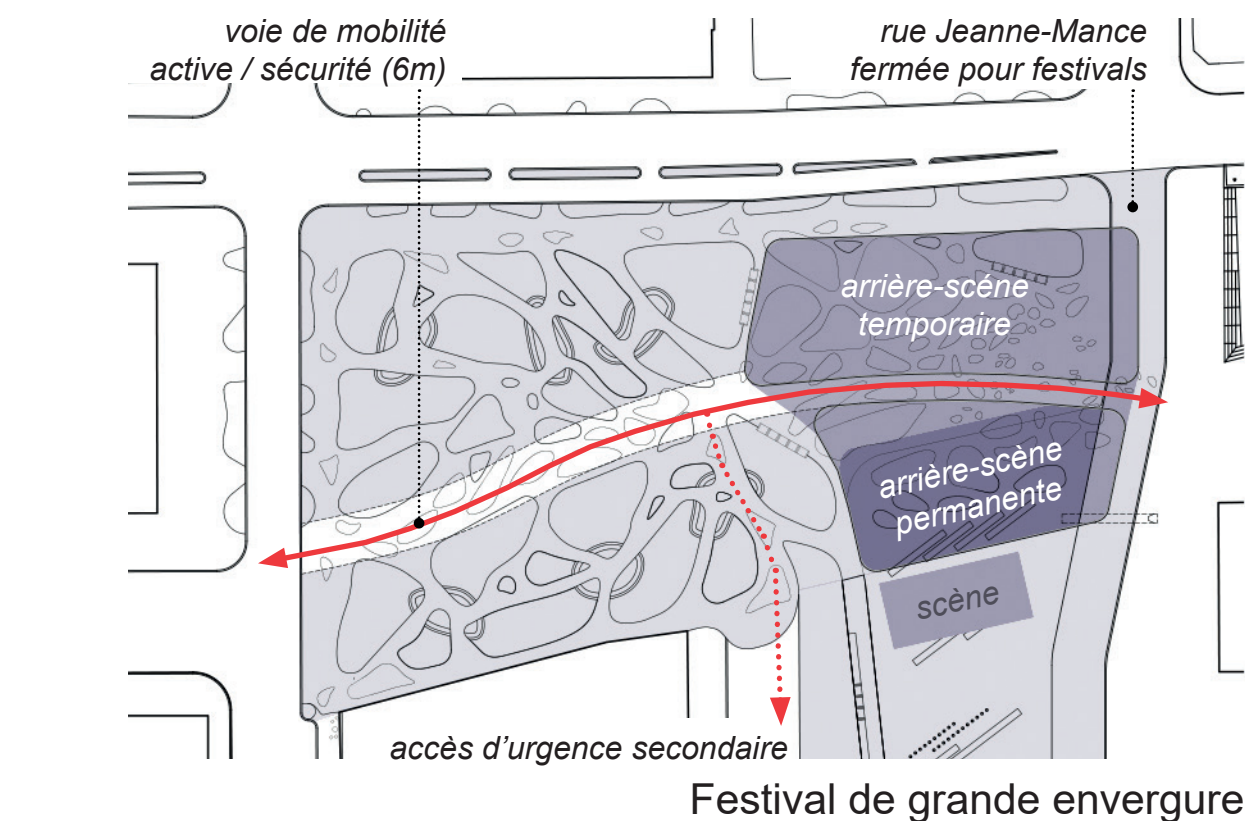 voie de mobilité
active / sécurité (6m)
rue Jeanne-Mance
fermée pour festivals
arrière-scéne
temporaire
arrière-scène
permanente
scène
accès d'urgence secondaire
Festival de grande envergure